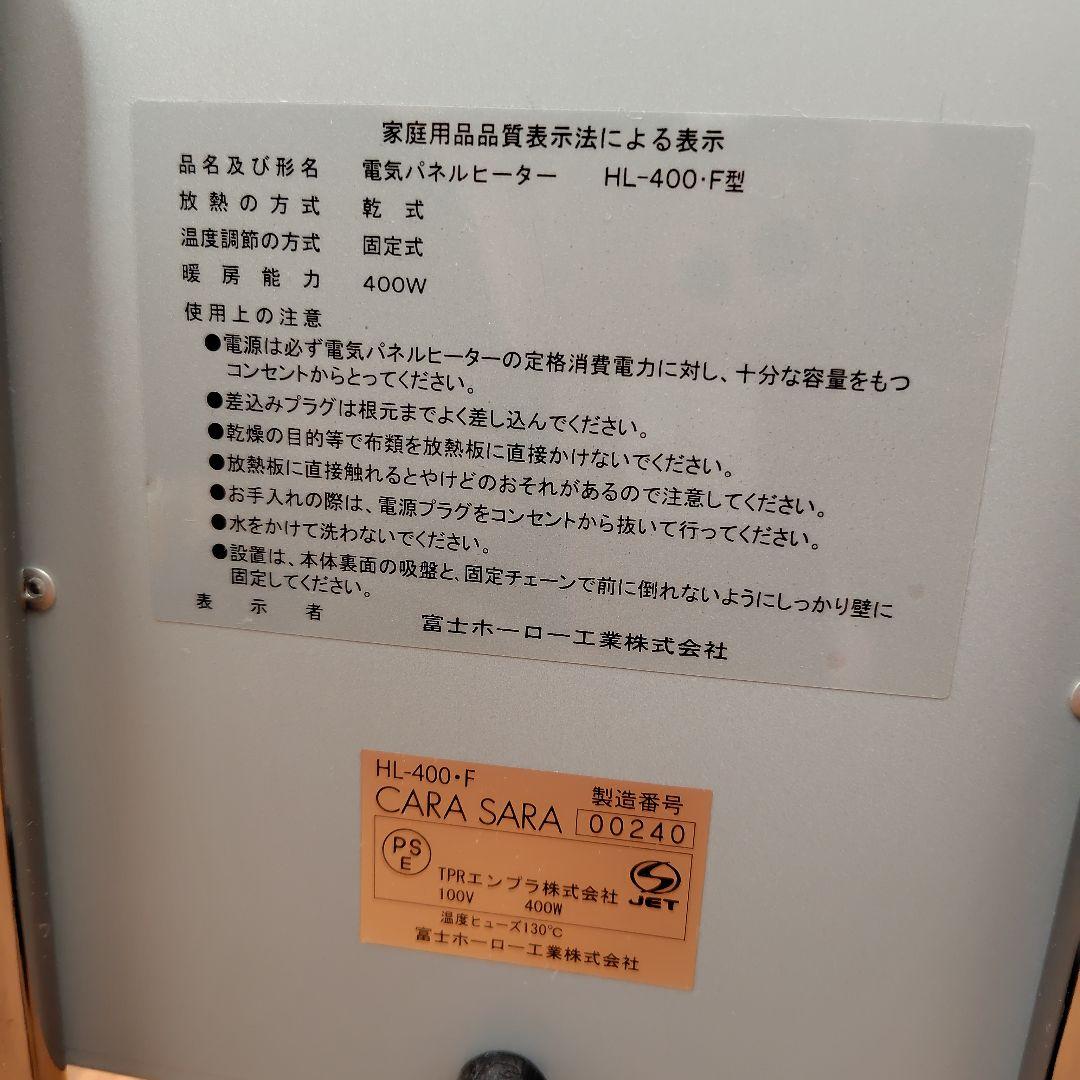 家庭用品品質表示法による表示
品名及び形名 電気パネルヒーター HL-400・F型
放熱の方式 乾式
温度調節の方式 固定式
暖房能力 400W
使用上の注意
●電源は必ず電気パネルヒーターの定格消費電力に対し、十分な容量をもつ
コンセントからとってください。
●差込みプラグは根元までよく差し込んでください。
●乾燥の目的等で布類を放熱板に直接かけないでください。
●放熱板に直接触れるとやけどのおそれがあるので注意してください。
●お手入れの際は、電源プラグをコンセントから抜いて行ってください。
●水をかけて洗わないでください。
●設置は、本体裏面の吸盤と、固定チェーンで前に倒れないようにしっかり壁に
固定してください。
表示者 富士ホーロー工業株式会社
HL-400・F
CARA SARA 製造番号
00240
PS
E
TPRエンプラ株式会社
JET
100V 400W
温度ヒューズ130℃
富士ホーロー工業株式会社